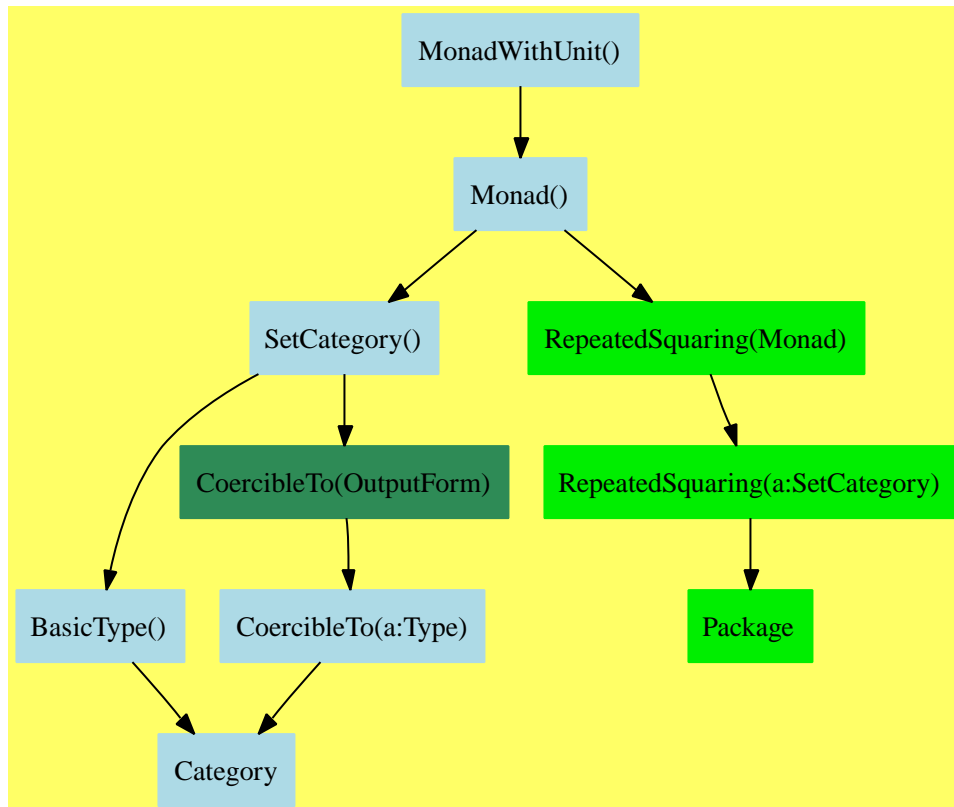 MonadWithUnit()
Monad()
SetCategory()
RepeatedSquaring(Monad)
CoercibleTo(OutputForm)
RepeatedSquaring(a:SetCategory)
BasicType()
CoercibleTo(a:Type)
Package
Category